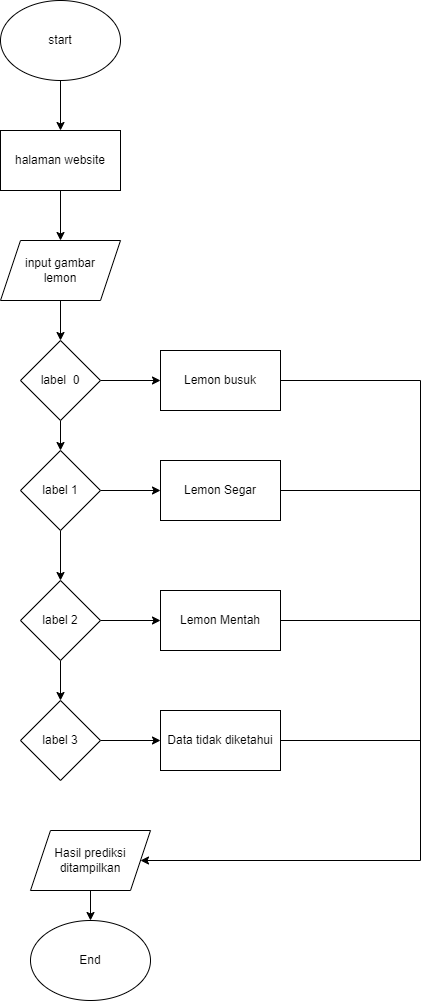 start
halaman website
input gambar
lemon
label  0
Lemon busuk
label 1
Lemon Segar
label 2
Lemon Mentah
label 3
Data tidak diketahui
Hasil prediksi
ditampilkan
End